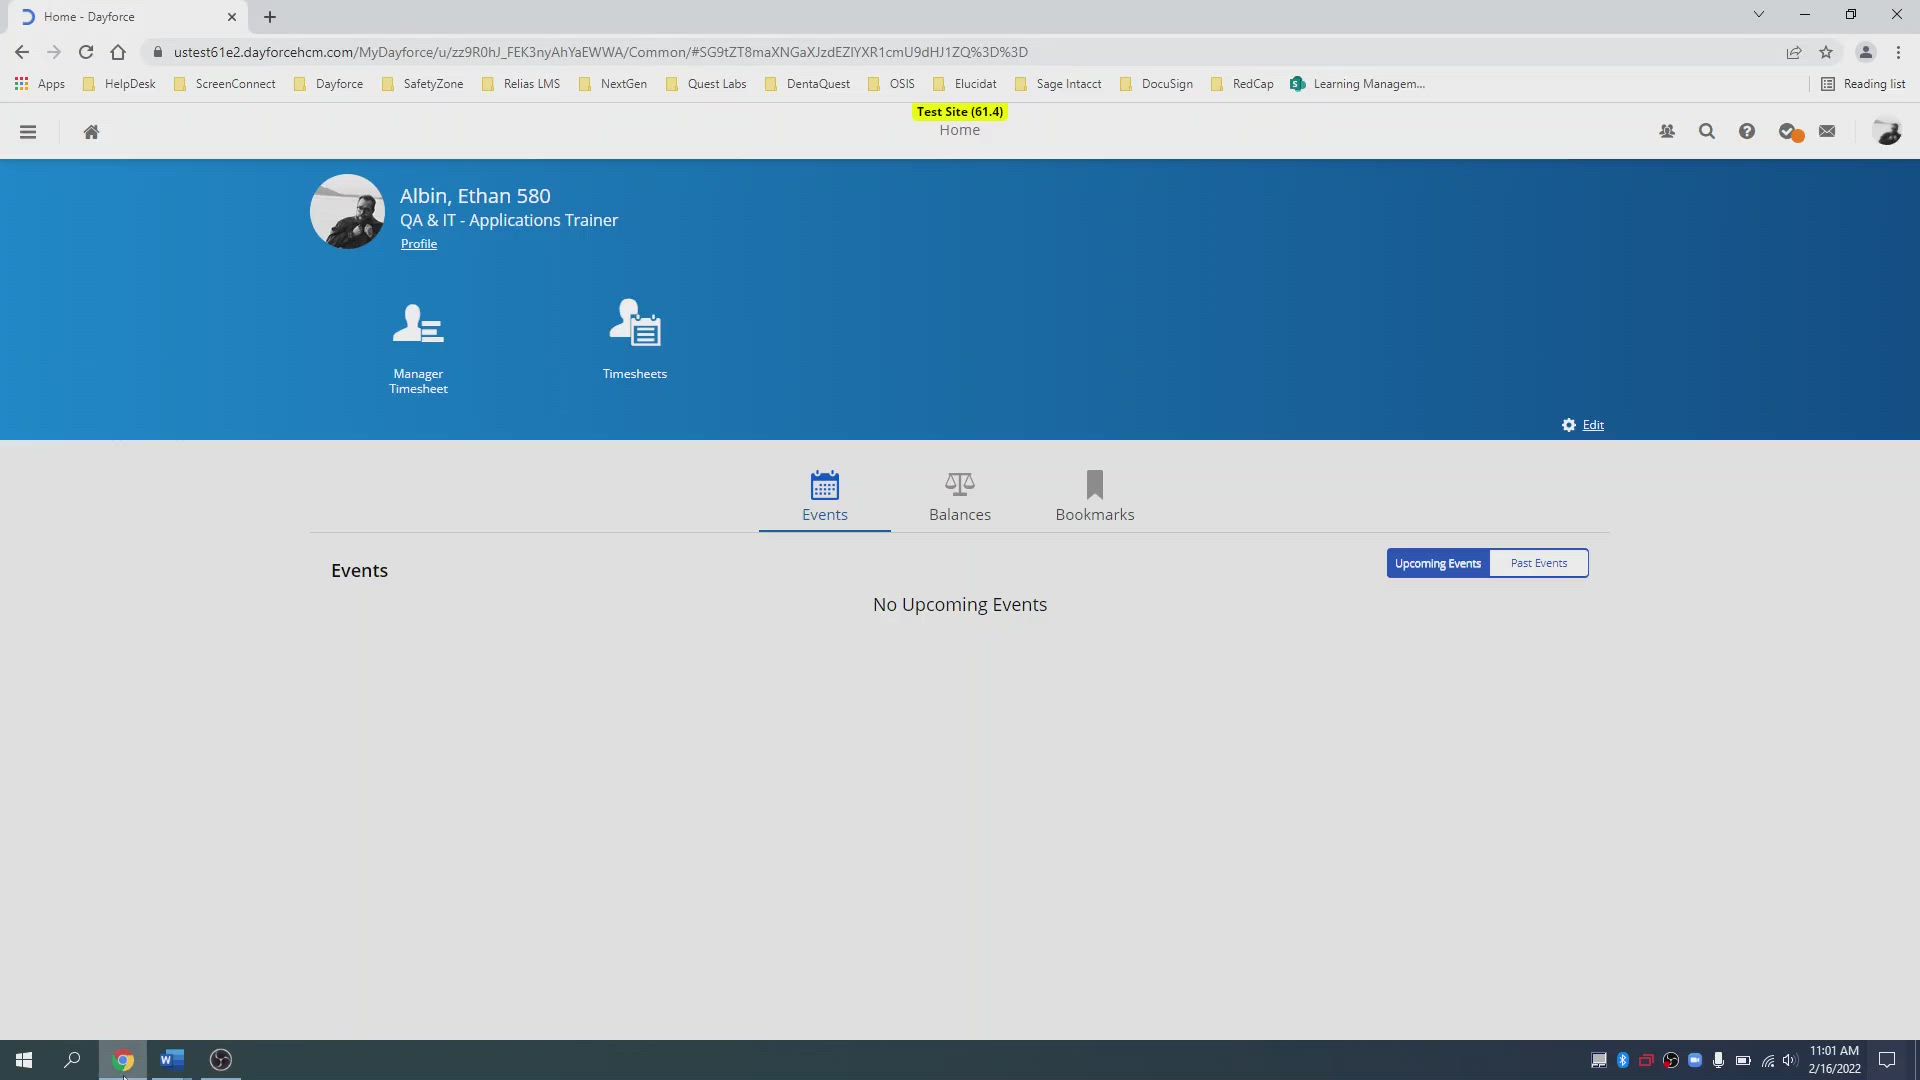 Home - Dayforce
ustest61e2.dayforcehcm.com/MyDayforce/u/zz9R0hJ_FEK3nyAhYaEWWA/Common/#SG9tZT8maXNGaXJzdEZlYXR1cmU9dHJ1ZQ%3D%3D
Apps HelpDesk ScreenConnect Dayforce SafetyZone Relias LMS NextGen Quest Labs DentaQuest OSIS Elucidat Sage Intacct DocuSign RedCap Learning Managem... Reading list
Test Site (61.4)
Home
Albin, Ethan 580
QA & IT - Applications Trainer
Profile
Manager
Timesheet
Timesheets
Edit
Events Balances Bookmarks
Events
Upcoming Events Past Events
No Upcoming Events
11:01 AM
2/16/2022